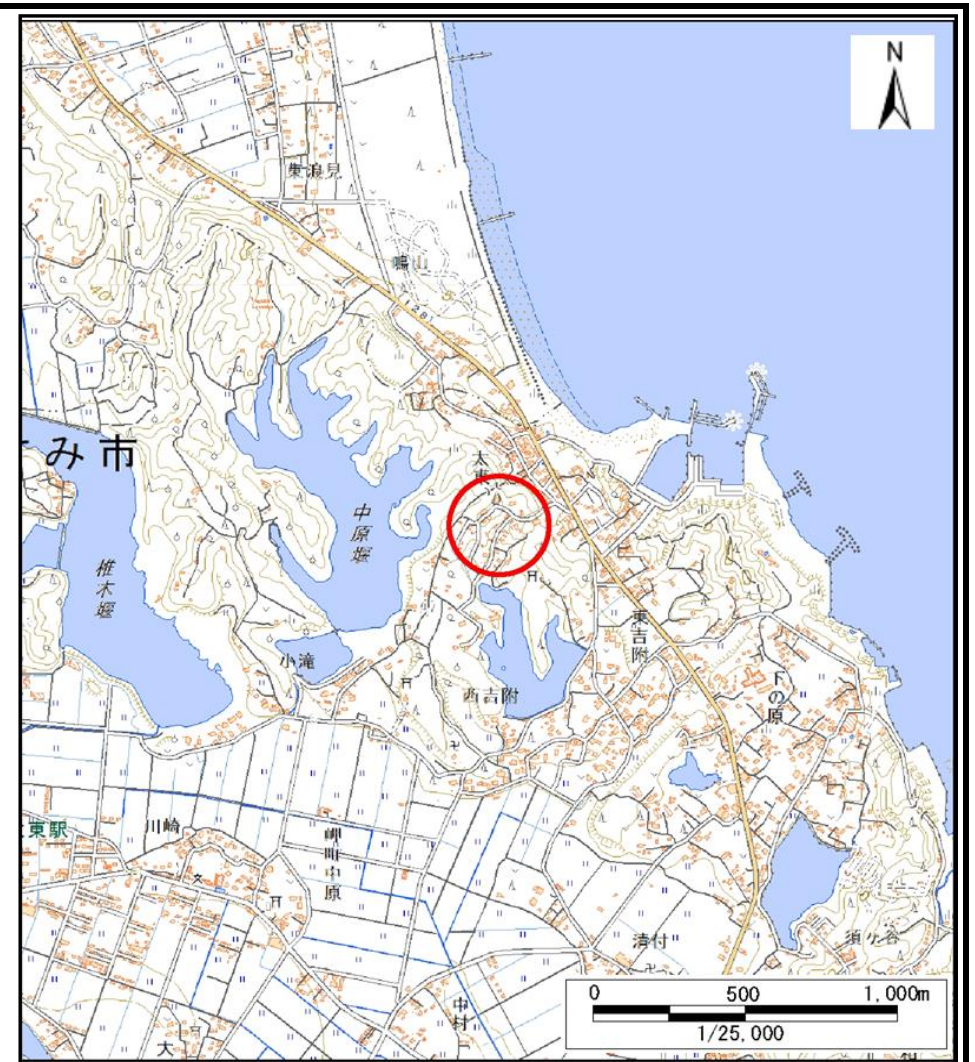 N
東浪見
鳴山
128
40
み市
太東
中原堰
椎木堰
小滝
西吉附
東吉附
下の原
東駅
川崎
岬町中原
清付
須ヶ谷
中村
大
0 500 1,000m
1/25,000